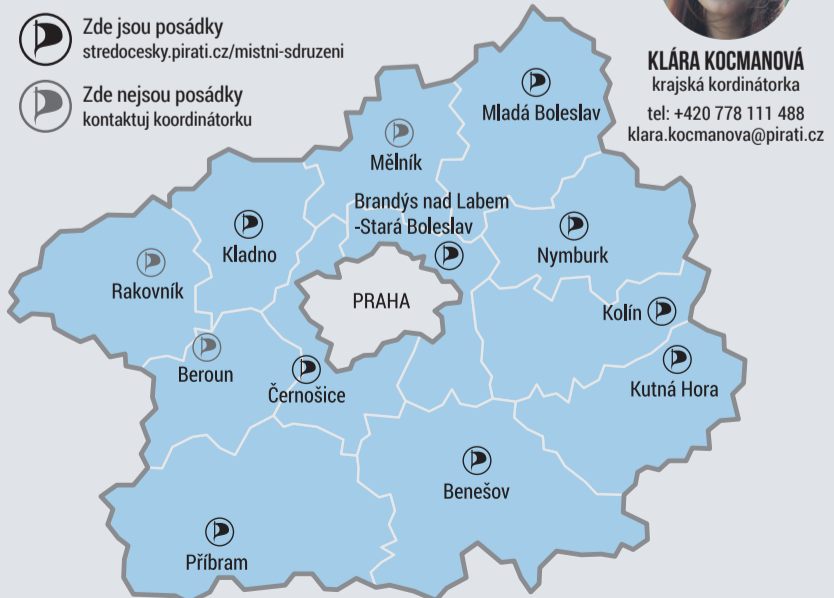 Zde jsou posádky
stredocesky.pirati.cz/mistni-sdruzeni
Zde nejsou posádky
kontaktuj koordinátorku
KLÁRA KOCMANOVÁ
krajská kordinátorka
tel: +420 778 111 488
klara.kocmanova@pirati.cz
Mladá Boleslav
Mělník
Brandýs nad Labem
-Stará Boleslav
Kladno
Nymburk
Rakovník
PRAHA
Kolín
Beroun
Černošice
Kutná Hora
Benešov
Příbram